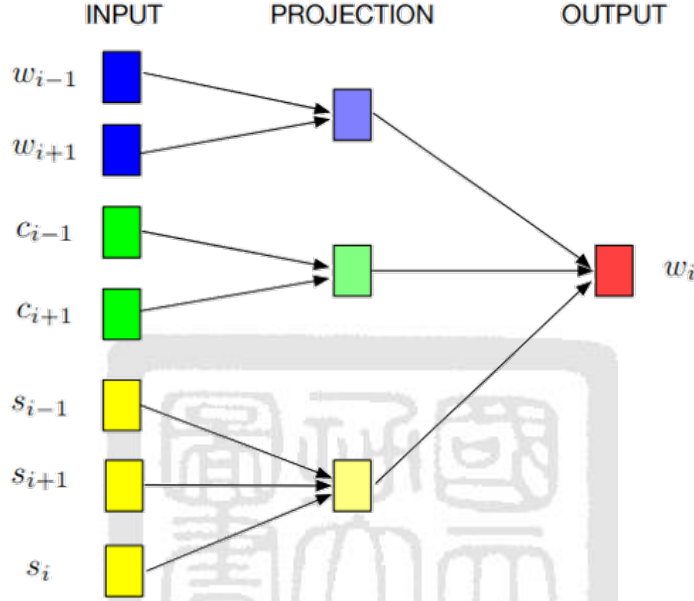 INPUT PROJECTION OUTPUT
w_{i-1}
w_{i+1}
c_{i-1}
c_{i+1}
w_i
s_{i-1}
s_{i+1}
s_i